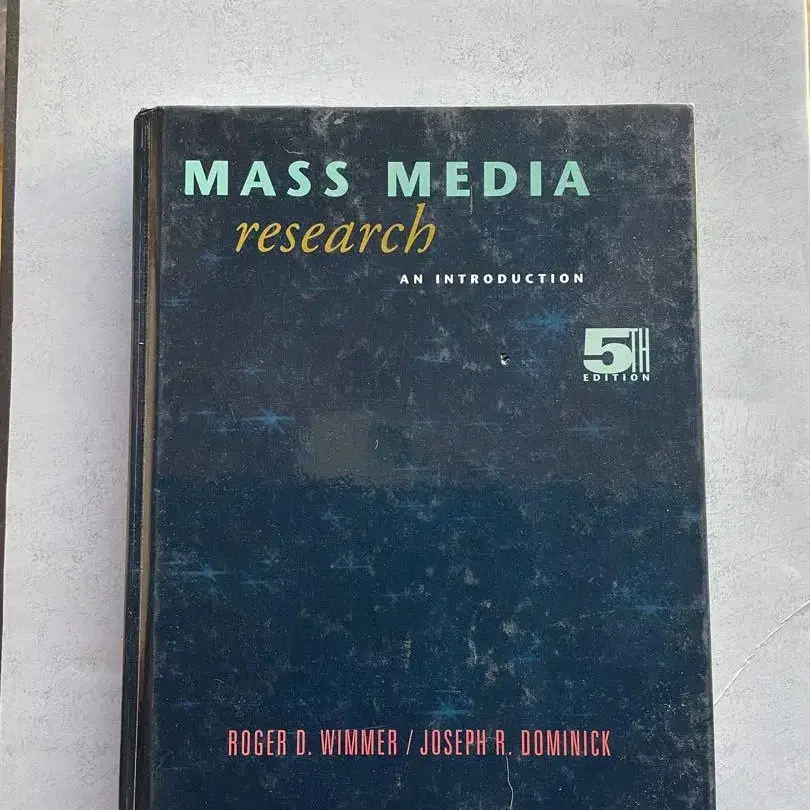 MASS MEDIA
research
AN INTRODUCTION
5TH
EDITION
ROGER D. WIMMER / JOSEPH R. DOMINICK